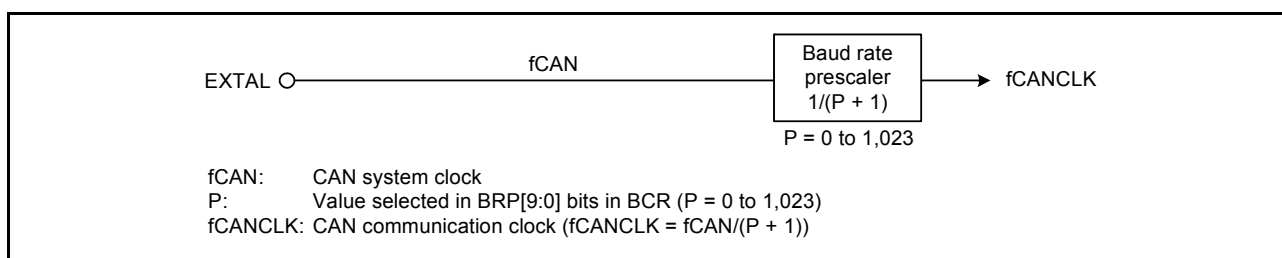 fCAN
EXTAL
Baud rate
prescaler
1/(P + 1)
fCANCLK
P = 0 to 1,023
fCAN: CAN system clock
P: Value selected in BRP[9:0] bits in BCR (P = 0 to 1,023)
fCANCLK: CAN communication clock (fCANCLK = fCAN/(P + 1))